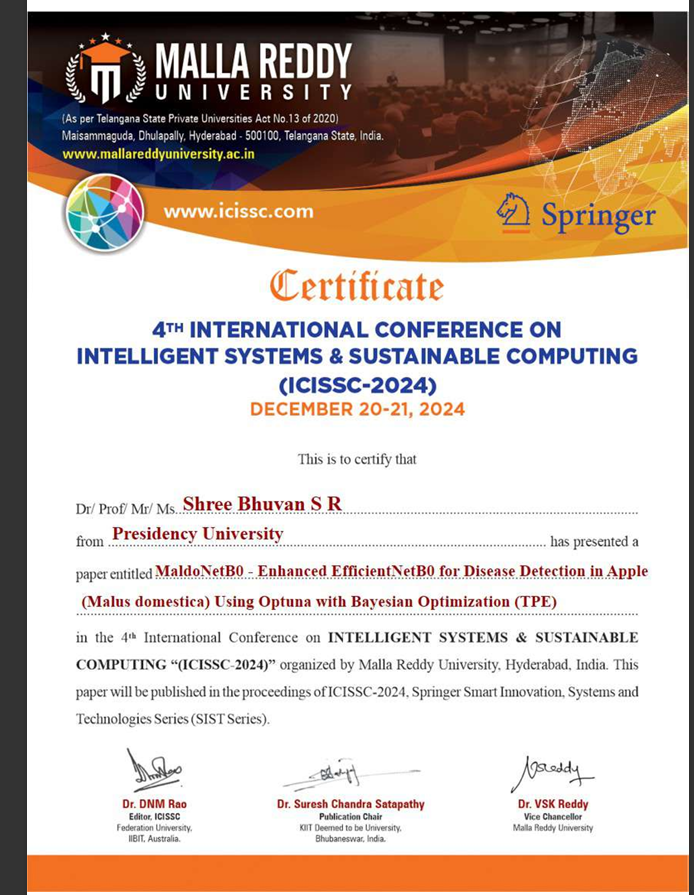 MALLA REDDY
UNIVERSITY
(As per Telangana State Private Universities Act No.13 of 2020)
Maisammaguda, Dhulapally, Hyderabad - 500100, Telangana State, India.
www.mallareddyuniversity.ac.in
www.icissc.com
Springer
Certificate
4TH INTERNATIONAL CONFERENCE ON
INTELLIGENT SYSTEMS & SUSTAINABLE COMPUTING
(ICISSC-2024)
DECEMBER 20-21, 2024
This is to certify that
Dr/ Prof/ Mr/ Ms. Shree Bhuvan S R
from Presidency University has presented a
paper entitled MaldoNetB0 - Enhanced EfficientNetB0 for Disease Detection in Apple
(Malus domestica) Using Optuna with Bayesian Optimization (TPE)
in the 4th International Conference on INTELLIGENT SYSTEMS & SUSTAINABLE
COMPUTING “(ICISSC-2024)” organized by Malla Reddy University, Hyderabad, India. This
paper will be published in the proceedings of ICISSC-2024, Springer Smart Innovation, Systems and
Technologies Series (SIST Series).
Dr. DNM Rao
Editor, ICISSC
Federation University,
IIBIT, Australia.
Dr. Suresh Chandra Satapathy
Publication Chair
KIIT Deemed to be University,
Bhubaneswar, India.
Dr. VSK Reddy
Vice Chancellor
Malla Reddy University